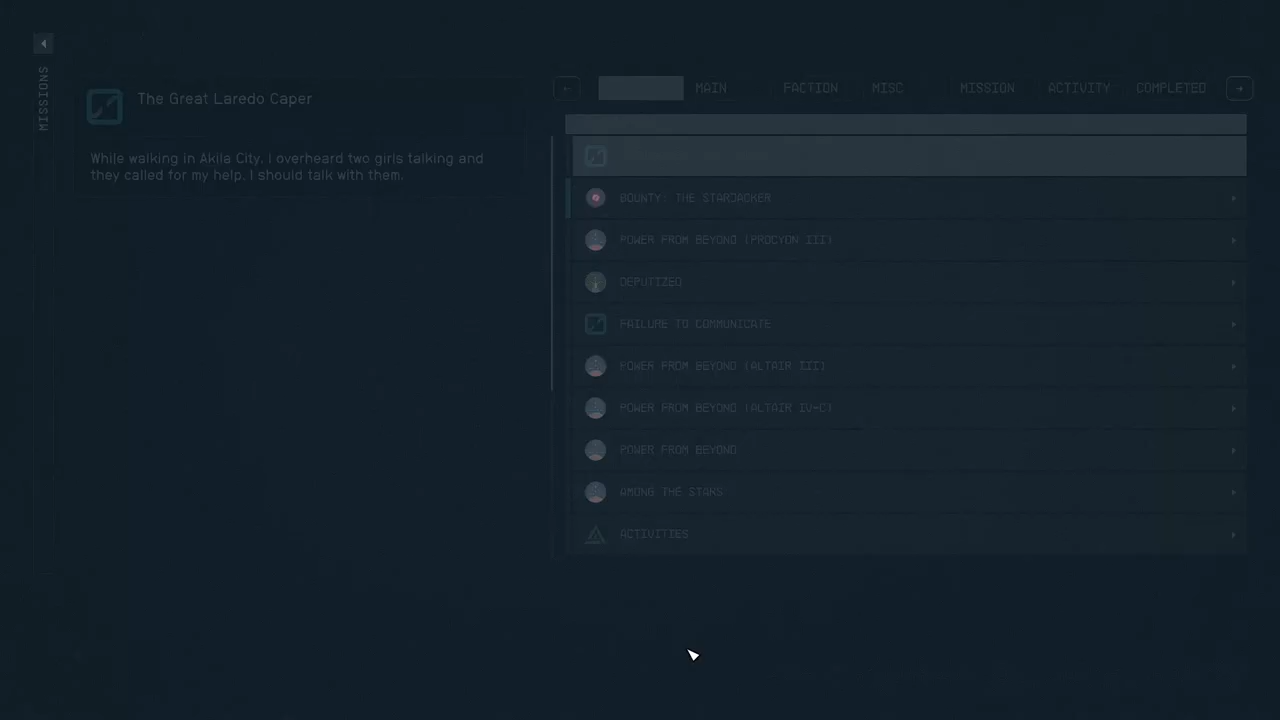 MISSIONS
The Great Laredo Caper
While walking in Akila City, I overheard two girls talking and
they called for my help. I should talk with them.
MAIN FACTION MISC MISSION ACTIVITY COMPLETED
BOUNTY: THE STARJACKER
POWER FROM BEYOND (PROCYON III)
DEPUTIZED
FAILURE TO COMMUNICATE
POWER FROM BEYOND (ALTAIR III)
POWER FROM BEYOND (ALTAIR IV-C)
POWER FROM BEYOND
AMONG THE STARS
ACTIVITIES